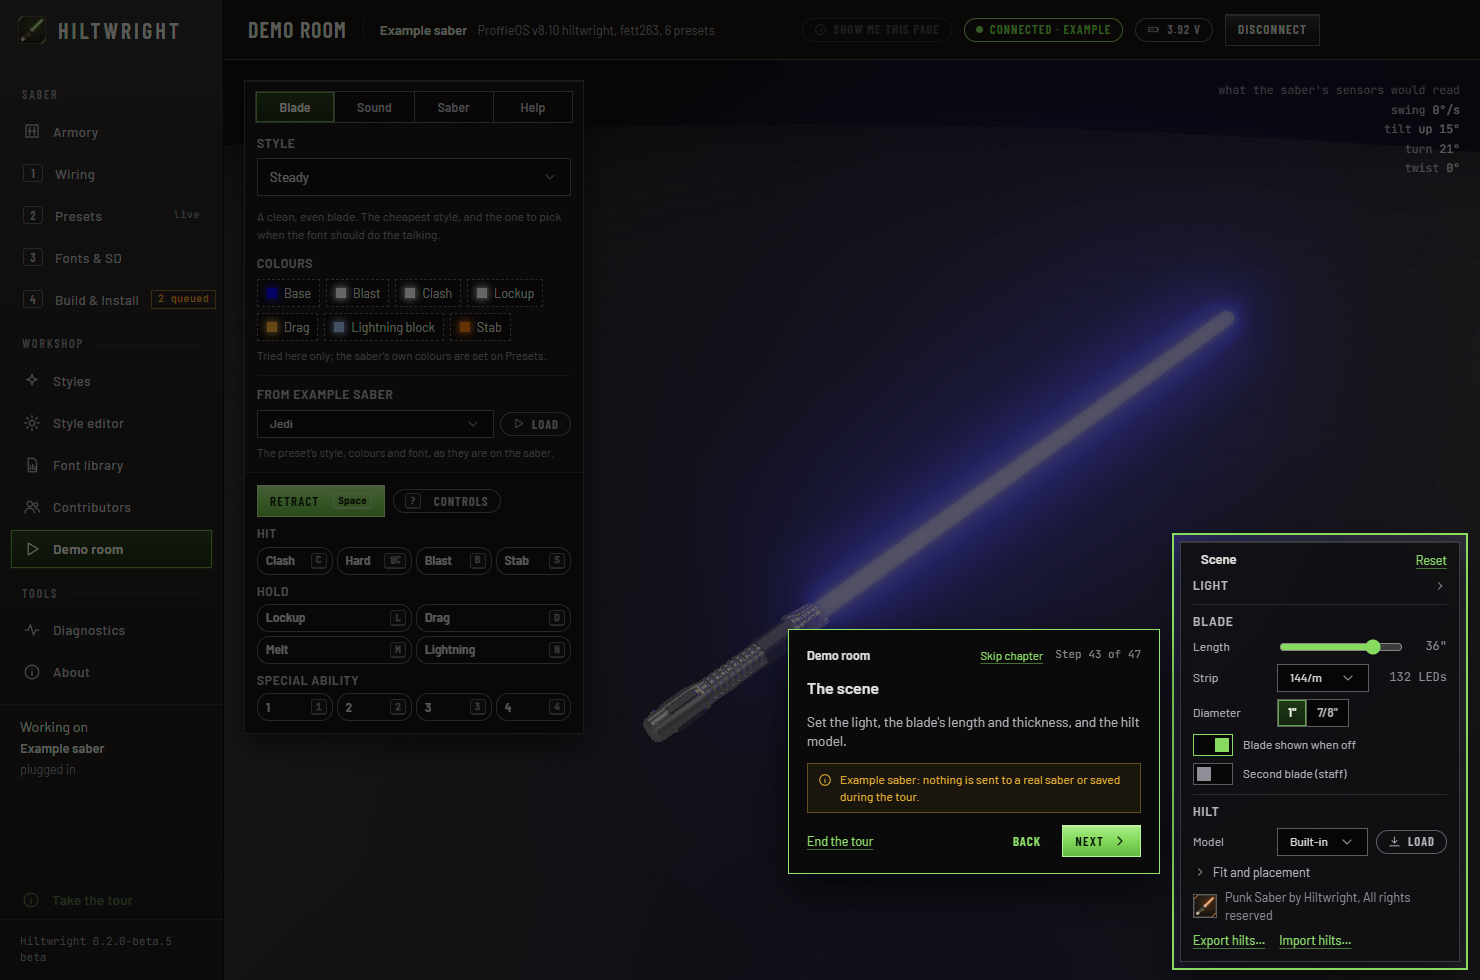 HILTWRIGHT
DEMO ROOM
Example saber ProffieOS v8.10 hiltwright, fett263, 6 presets
SHOW ME THIS PAGE
CONNECTED · EXAMPLE
3.92 V
DISCONNECT
SABER
Armory
1 Wiring
2 Presets live
3 Fonts & SD
4 Build & Install 2 queued
WORKSHOP
Styles
Style editor
Font library
Contributors
Demo room
TOOLS
Diagnostics
About
Working on
Example saber
plugged in
Take the tour
Hiltwright 0.2.0-beta.5
beta
Blade Sound Saber Help
STYLE
Steady
A clean, even blade. The cheapest style, and the one to pick
when the font should do the talking.
COLOURS
Base Blast Clash Lockup
Drag Lightning block Stab
Tried here only; the saber's own colours are set on Presets.
FROM EXAMPLE SABER
Jedi LOAD
The preset's style, colours and font, as they are on the saber.
RETRACT Space ? CONTROLS
HIT
Clash C Hard ⇧C Blast B Stab S
HOLD
Lockup L Drag D
Melt M Lightning N
SPECIAL ABILITY
1 1 2 2 3 3 4 4
what the saber's sensors would read
swing 0°/s
tilt up 15°
turn 21°
twist 0°
Demo room Skip chapter Step 43 of 47
The scene
Set the light, the blade's length and thickness, and the hilt
model.
Example saber: nothing is sent to a real saber or saved
during the tour.
End the tour BACK NEXT
Scene Reset
LIGHT
BLADE
Length 36"
Strip 144/m 132 LEDs
Diameter 1" 7/8"
Blade shown when off
Second blade (staff)
HILT
Model Built-in LOAD
Fit and placement
Punk Saber by Hiltwright, All rights
reserved
Export hilts... Import hilts...